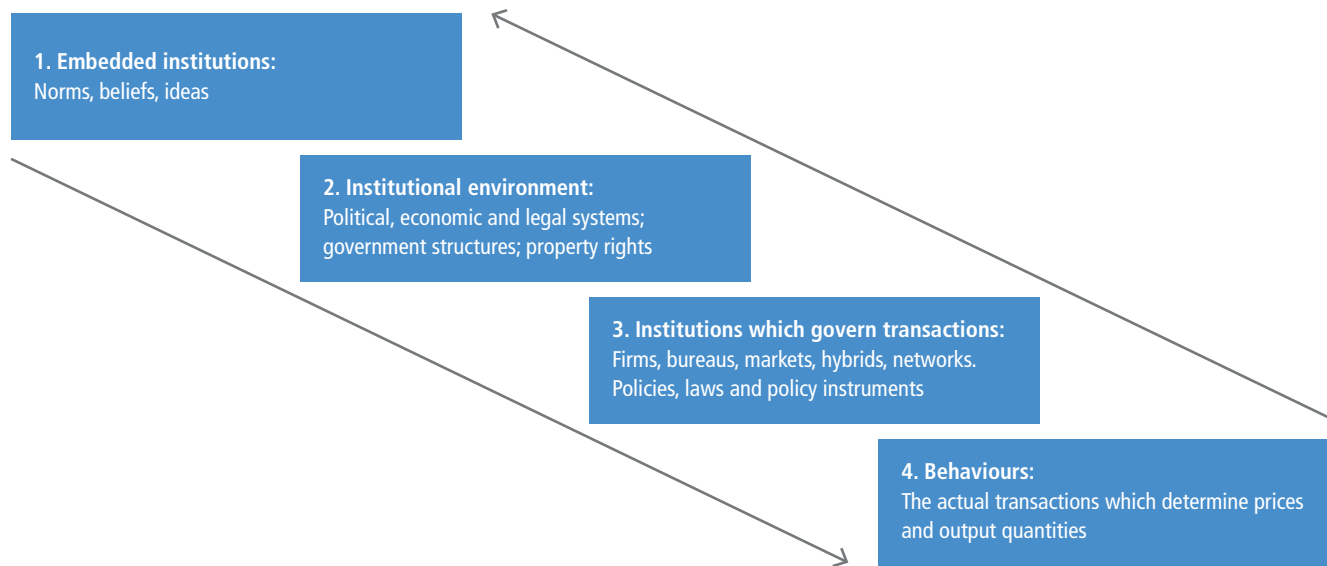 1. Embedded institutions:
Norms, beliefs, ideas
2. Institutional environment:
Political, economic and legal systems;
government structures; property rights
3. Institutions which govern transactions:
Firms, bureaus, markets, hybrids, networks.
Policies, laws and policy instruments
4. Behaviours:
The actual transactions which determine prices
and output quantities